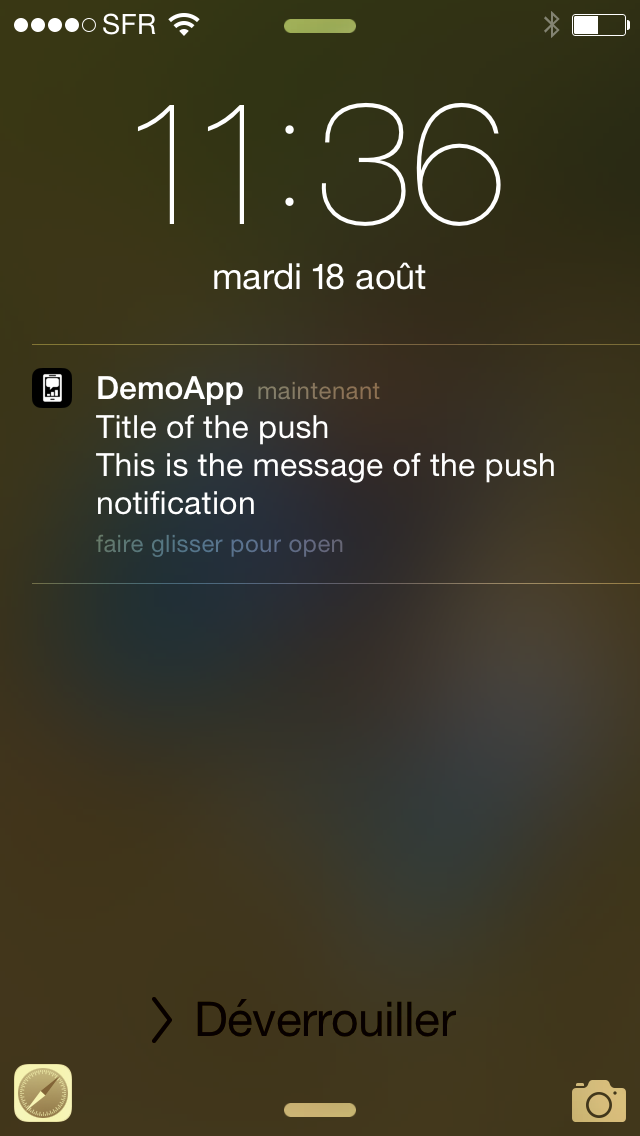 SFR
11:36
mardi 18 août
DemoApp maintenant
Title of the push
This is the message of the push
notification
faire glisser pour open
Déverrouiller